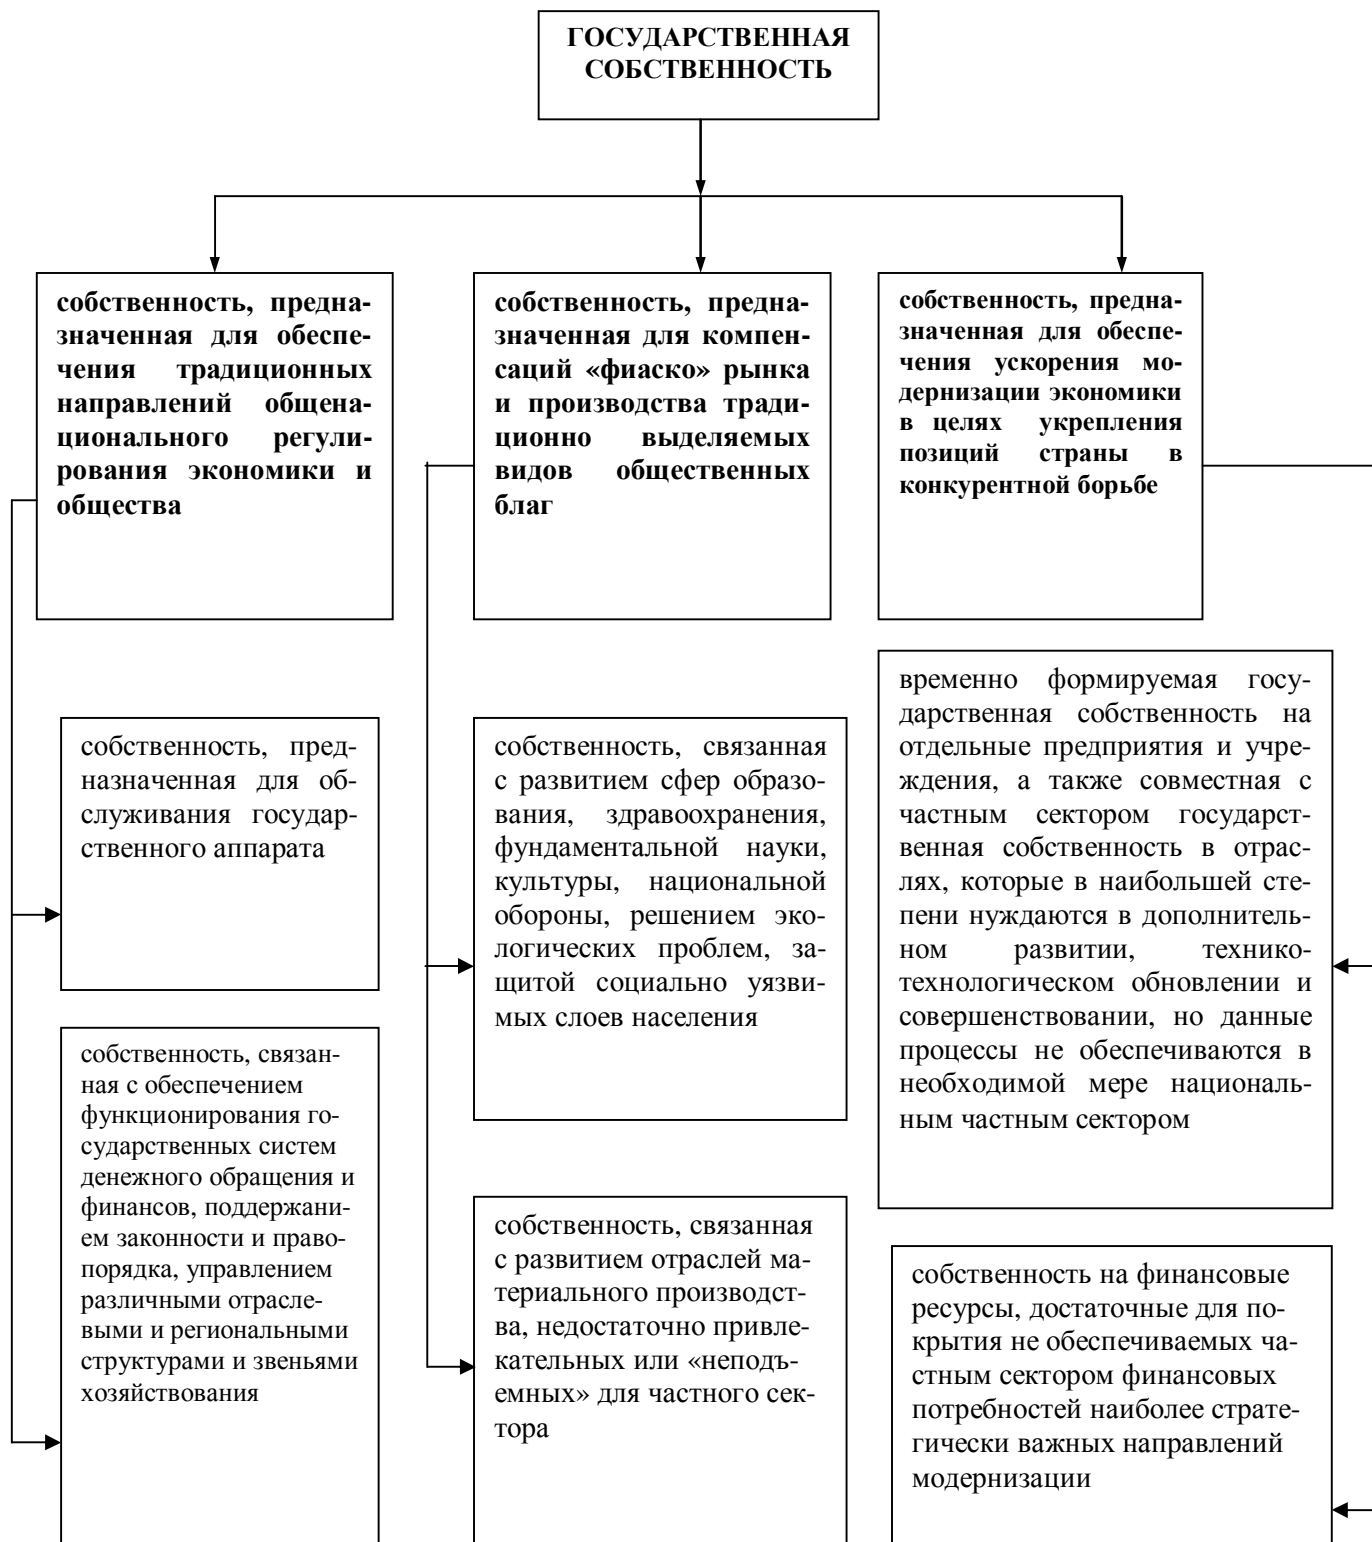 ГОСУДАРСТВЕННАЯ
СОБСТВЕННОСТЬ
собственность, предна-
значенная для обеспе-
чения традиционных
направлений общена-
ционального регули-
рования экономики и
общества
собственность, предна-
значенная для компен-
саций «фиаско» рынка
и производства тради-
ционно выделяемых
видов общественных
благ
собственность, предна-
значенная для обеспе-
чения ускорения мо-
дернизации экономики
в целях укрепления
позиций страны в
конкурентной борьбе
собственность, пред-
назначенная для об-
служивания государ-
ственного аппарата
собственность, связан-
ная с обеспечением
функционирования го-
сударственных систем
денежного обращения и
финансов, поддержани-
ем законности и право-
порядка, управлением
различными отрасле-
выми и региональными
структурами и звеньями
хозяйствования
собственность, связанная
с развитием сфер образо-
вания, здравоохранения,
фундаментальной науки,
культуры, национальной
обороны, решением эко-
логических проблем, за-
щитой социально уязви-
мых слоев населения
собственность, связанная
с развитием отраслей ма-
териального производст-
ва, недостаточно привле-
кательных или «неподъ-
емных» для частного сек-
тора
временно формируемая госу-
дарственная собственность на
отдельные предприятия и учре-
ждения, а также совместная с
частным сектором государст-
венная собственность в отрас-
лях, которые в наибольшей сте-
пени нуждаются в дополнитель-
ном развитии, технико-
технологическом обновлении и
совершенствовании, но данные
процессы не обеспечиваются в
необходимой мере националь-
ным частным сектором
собственность на финансовые
ресурсы, достаточные для по-
крытия не обеспечиваемых ча-
стным сектором финансовых
потребностей наиболее страте-
гически важных направлений
модернизации